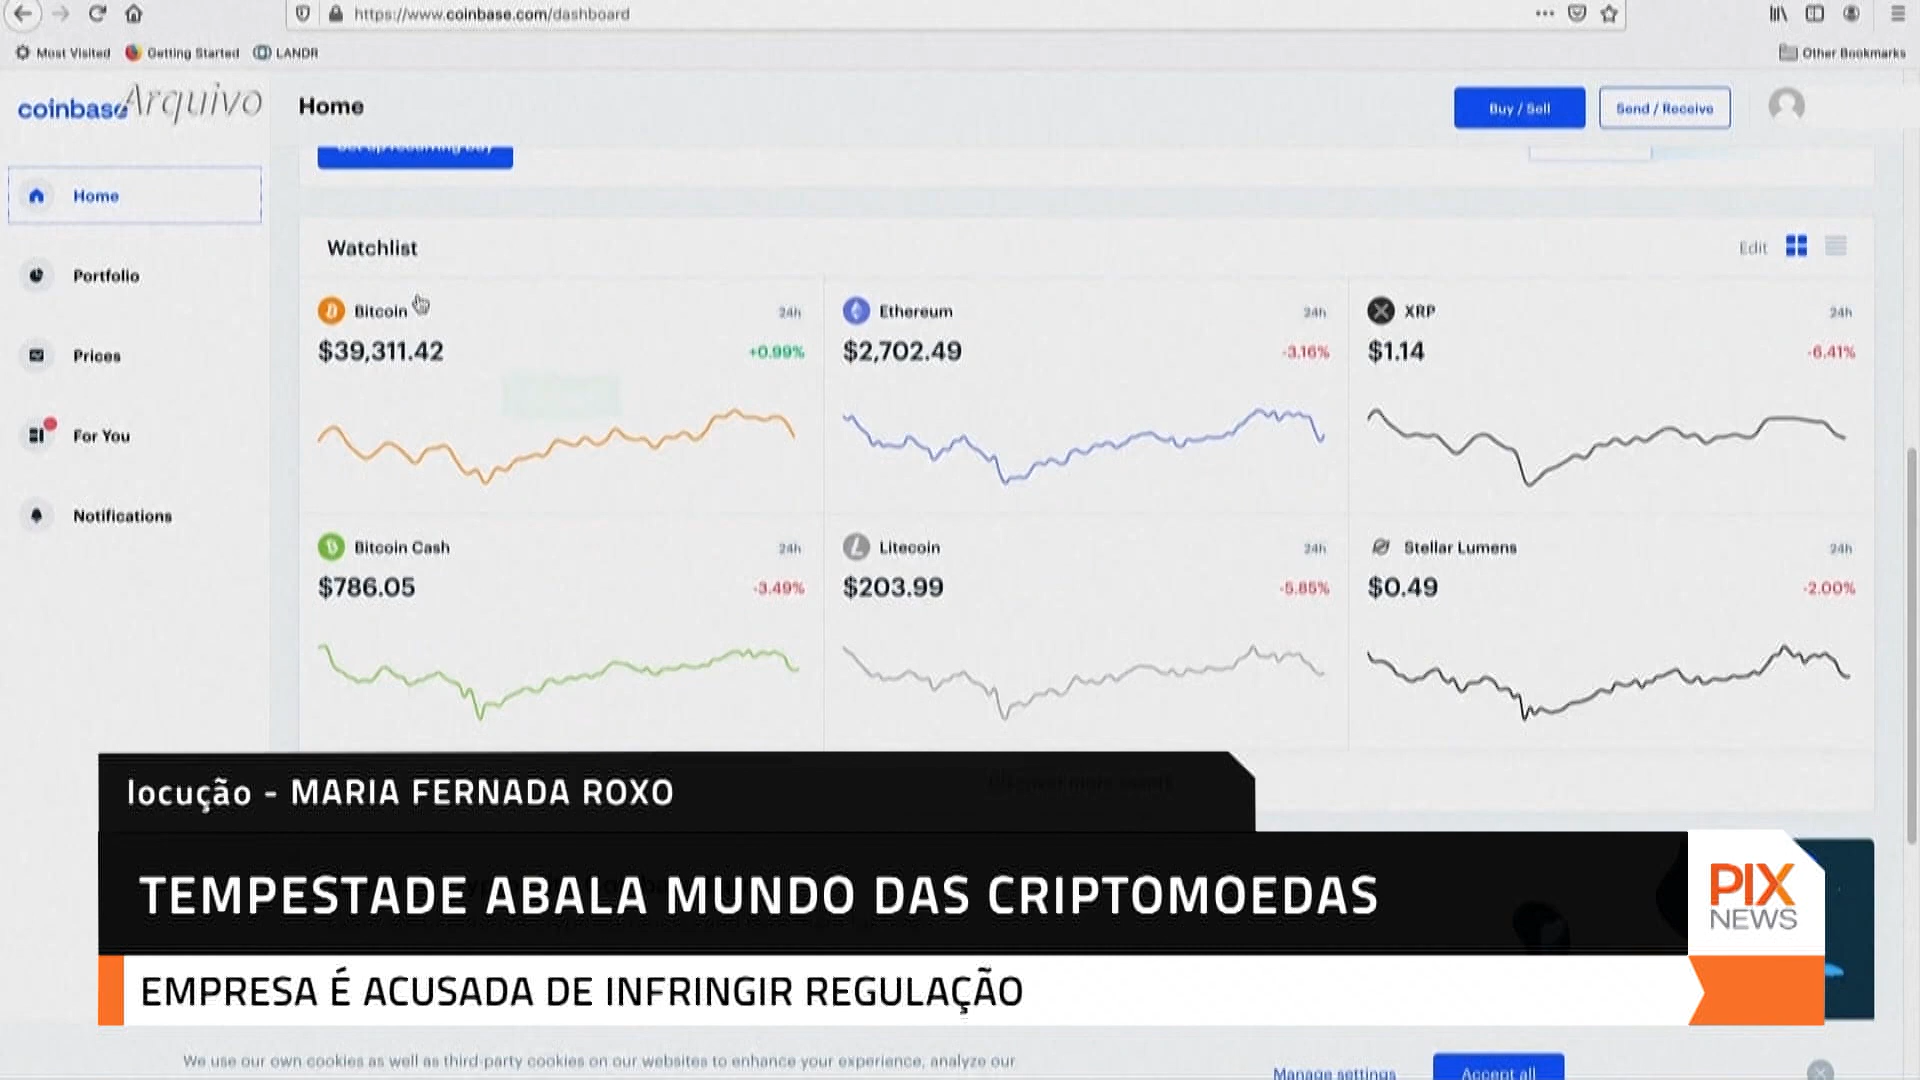 https://www.coinbase.com/dashboard
Most Visited
Getting Started
LANDR
Other Bookmarks
coinbase
Arquivo
Home
Buy / Sell
Send / Receive
Set up recurring buy
Home
Portfolio
Prices
For You
Notifications
Watchlist
Edit
Bitcoin
24h
$39,311.42
+0.99%
Ethereum
24h
$2,702.49
-3.16%
XRP
24h
$1.14
-6.41%
Bitcoin Cash
24h
$786.05
-3.49%
Litecoin
24h
$203.99
-5.85%
Stellar Lumens
24h
$0.49
-2.00%
locução - MARIA FERNADA ROXO
TEMPESTADE ABALA MUNDO DAS CRIPTOMOEDAS
EMPRESA É ACUSADA DE INFRINGIR REGULAÇÃO
PIX
NEWS
We use our own cookies as well as third-party cookies on our websites to enhance your experience, analyze our
Manage settings
Accept all